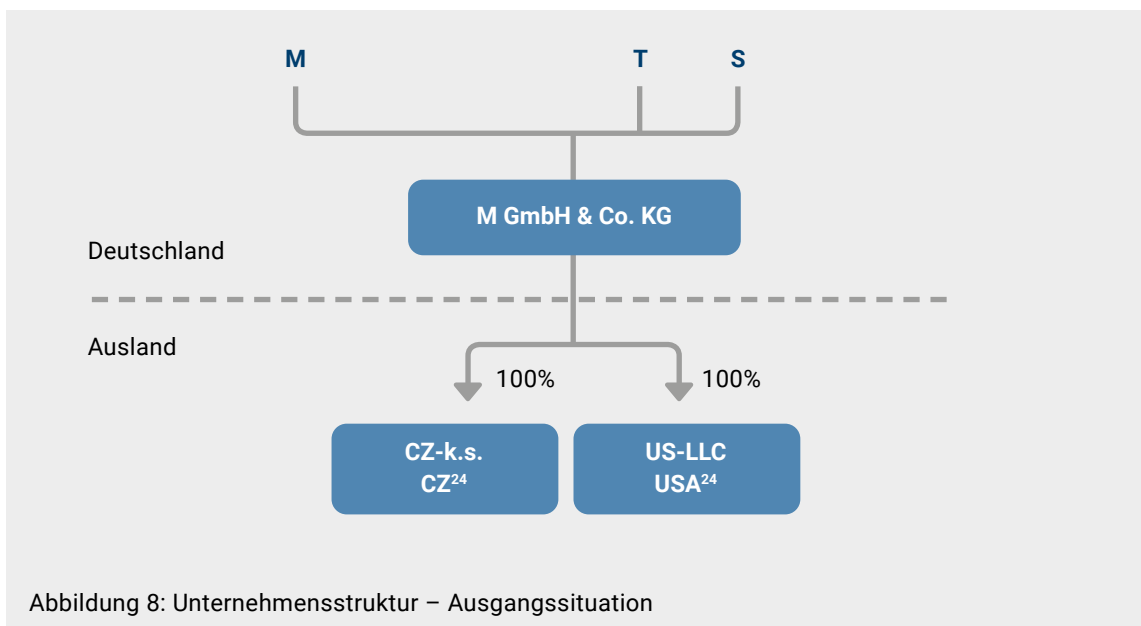 M T S
M GmbH & Co. KG
Deutschland
Ausland
100% 100%
CZ-k.s.
CZ²⁴
US-LLC
USA²⁴
Abbildung 8: Unternehmensstruktur – Ausgangssituation